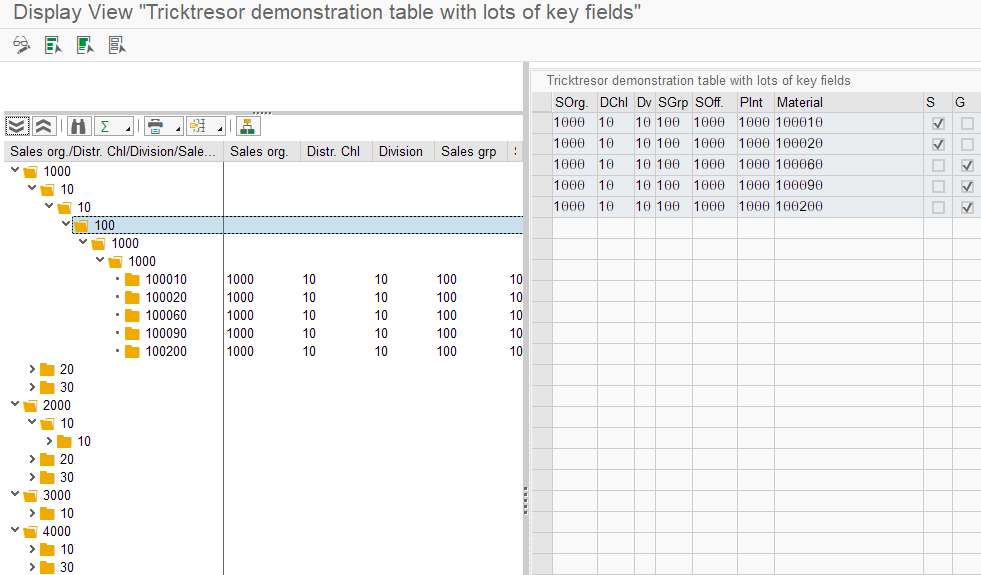 Display View "Tricktresor demonstration table with lots of key fields"
Sales org./Distr. Chl/Division/Sale... Sales org. Distr. Chl Division Sales grp
1000
10
10
100
1000
1000
100010 1000 10 10 100 10
100020 1000 10 10 100 10
100060 1000 10 10 100 10
100090 1000 10 10 100 10
100200 1000 10 10 100 10
20
30
2000
10
10
20
30
3000
10
4000
10
30
Tricktresor demonstration table with lots of key fields
SOrg. DChl Dv SGrp SOff. Plnt Material S G
1000 10 10 100 1000 1000 100010
1000 10 10 100 1000 1000 100020
1000 10 10 100 1000 1000 100060
1000 10 10 100 1000 1000 100090
1000 10 10 100 1000 1000 100200